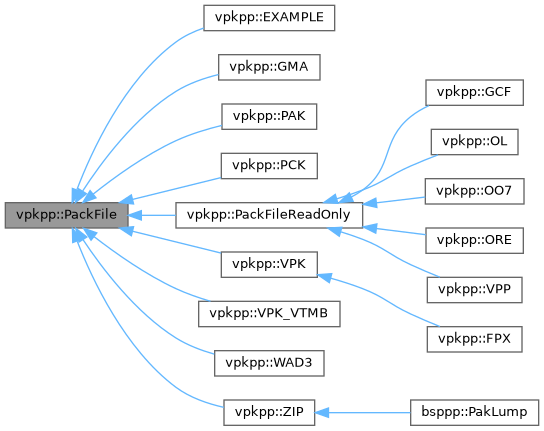 vpkpp::PackFile
vpkpp::EXAMPLE
vpkpp::GMA
vpkpp::PAK
vpkpp::PCK
vpkpp::PackFileReadOnly
vpkpp::VPK
vpkpp::VPK_VTMB
vpkpp::WAD3
vpkpp::ZIP
vpkpp::GCF
vpkpp::OL
vpkpp::OO7
vpkpp::ORE
vpkpp::VPP
vpkpp::FPX
bsppp::PakLump